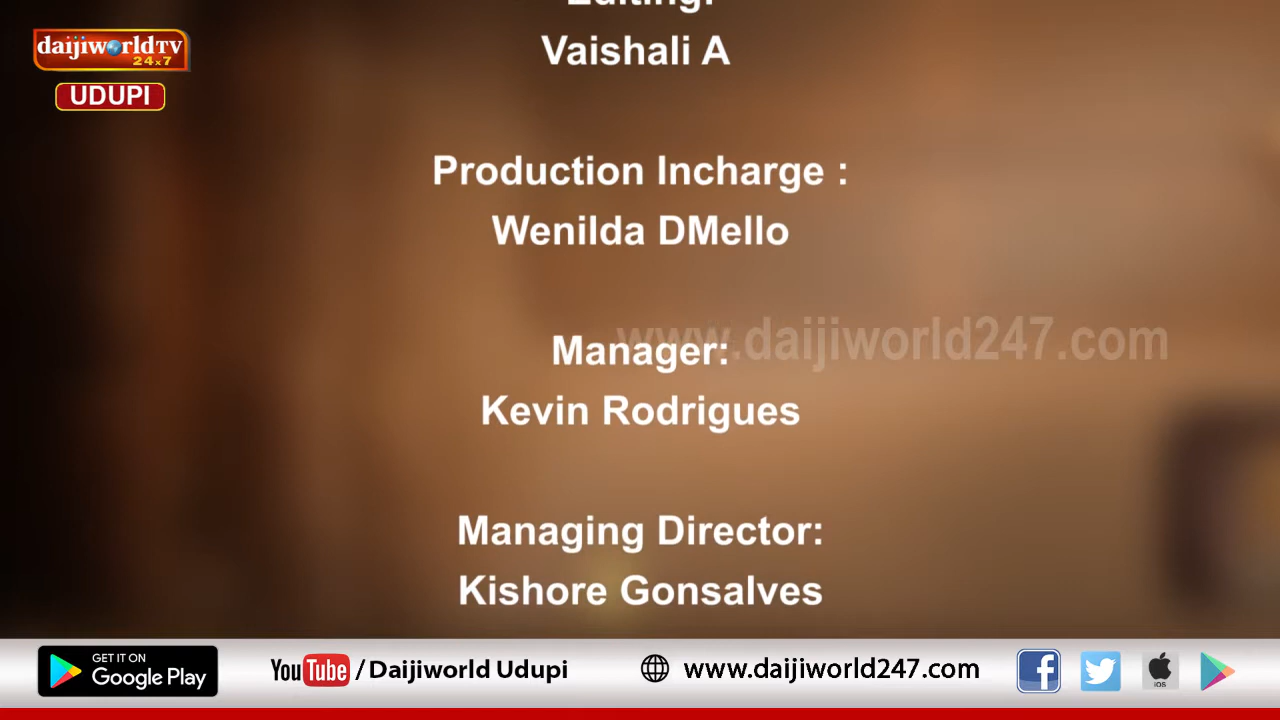 Editing:
daijiworld TV
24x7
UDUPI
Vaishali A
Production Incharge :
Wenilda DMello
www.daijiworld247.com
Manager:
Kevin Rodrigues
Managing Director:
Kishore Gonsalves
GET IT ON
Google Play
YouTube / Daijiworld Udupi
www.daijiworld247.com
f
iOS